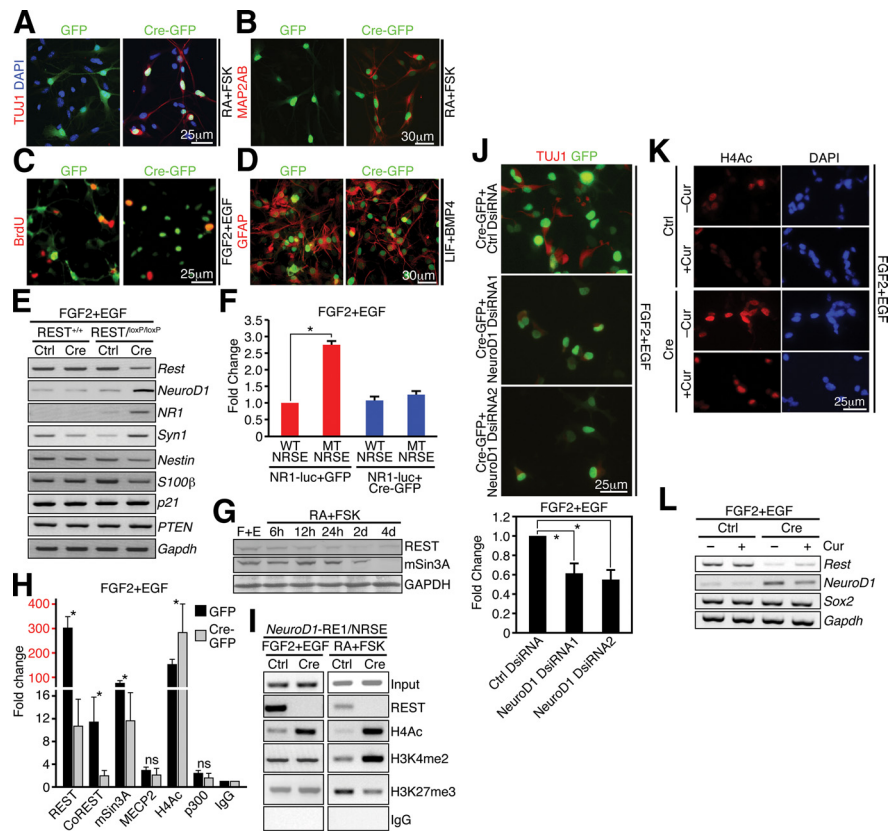 A
GFP
Cre-GFP
TUJ1 DAPI
25µm
RA+FSK
B
GFP
Cre-GFP
MAP2AB
30µm
RA+FSK
C
GFP
Cre-GFP
BrdU
25µm
FGF2+EGF
D
GFP
Cre-GFP
GFAP
30µm
LIF+BMP4
E
FGF2+EGF
REST+/+ REST/loxP/loxP
Ctrl Cre Ctrl Cre
Rest
NeuroD1
NR1
Syn1
Nestin
S100β
p21
PTEN
Gapdh
F
FGF2+EGF
Fold Change
3.0
2.5
2.0
1.5
1.0
.5
0
*
WT NRSE
MT NRSE
WT NRSE
MT NRSE
NR1-luc+GFP
NR1-luc+
Cre-GFP
G
RA+FSK
F+E 6h 12h 24h 2d 4d
REST
mSin3A
GAPDH
H
FGF2+EGF
Fold change
400
300
200
100
16
12
8
4
0
* * * ns * ns
GFP
Cre-
GFP
REST
CoREST
mSin3A
MECP2
H4Ac
p300
IgG
I
NeuroD1-RE1/NRSE
FGF2+EGF RA+FSK
Ctrl Cre Ctrl Cre
Input
REST
H4Ac
H3K4me2
H3K27me3
IgG
J
TUJ1 GFP
Cre-GFP+
Ctrl DsiRNA
Cre-GFP+
NeuroD1 DsiRNA1
Cre-GFP+
NeuroD1 DsiRNA2
25µm
FGF2+EGF
FGF2+EGF
Fold Change
1.2
1.0
0.8
0.6
0.4
0.2
0
*
*
Ctrl DsiRNA
NeuroD1 DsiRNA1
NeuroD1 DsiRNA2
K
H4Ac
DAPI
Ctrl
-Cur
+Cur
Cre
-Cur
+Cur
25µm
FGF2+EGF
L
FGF2+EGF
Ctrl Cre
– + – + Cur
Rest
NeuroD1
Sox2
Gapdh